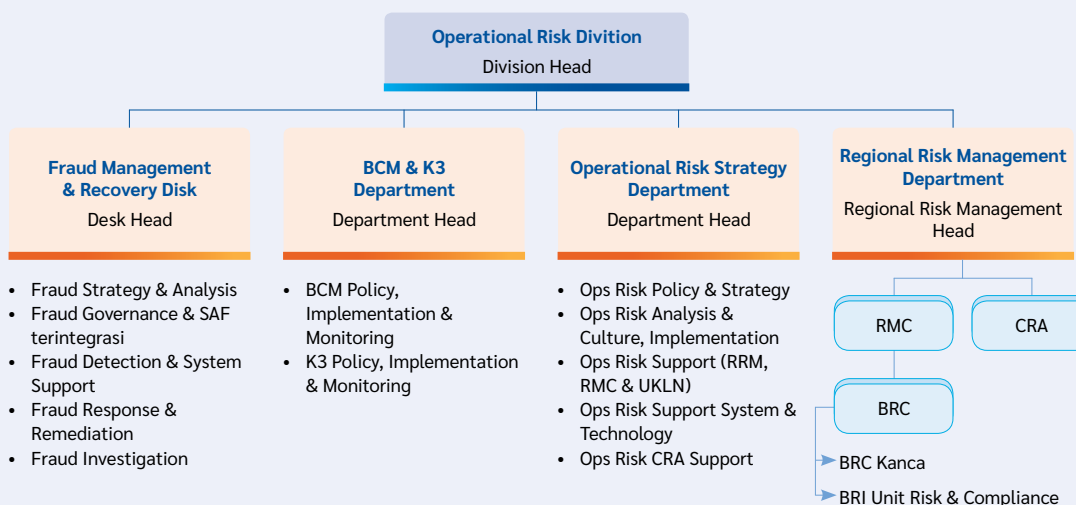 Operational Risk Divition
Division Head
Fraud Management
& Recovery Disk
Desk Head
• Fraud Strategy & Analysis
• Fraud Governance & SAF
terintegrasi
• Fraud Detection & System
Support
• Fraud Response &
Remediation
• Fraud Investigation
BCM & K3
Department
Department Head
• BCM Policy,
Implementation &
Monitoring
• K3 Policy, Implementation
& Monitoring
Operational Risk Strategy
Department
Department Head
• Ops Risk Policy & Strategy
• Ops Risk Analysis &
Culture, Implementation
• Ops Risk Support (RRM,
RMC & UKLN)
• Ops Risk Support System &
Technology
• Ops Risk CRA Support
Regional Risk Management
Department
Regional Risk Management
Head
RMC
CRA
BRC
BRC Kanca
BRI Unit Risk & Compliance